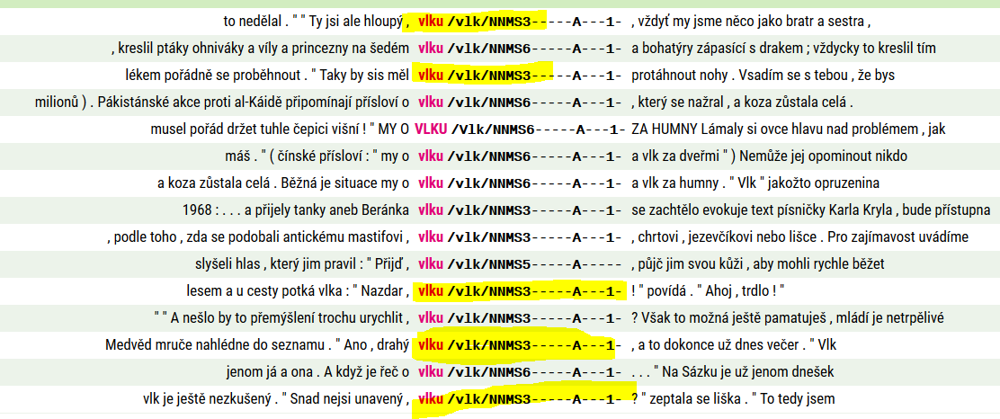 to nedělal . " " Ty jsi ale hloupý , vlku /vlk/NNMS3-----A---1- , vždyť my jsme něco jako bratr a sestra ,
, kreslil ptáky ohniváky a víly a princezny na šedém vlku /vlk/NNMS6-----A---1- a bohatýry zápasící s drakem ; vždycky to kreslil tím
lékem pořádně se proběhnout . " Taky by sis měl vlku /vlk/NNMS3-----A---1- protáhnout nohy . Vsadím se s tebou , že bys
milionů ) . Pákistánské akce proti al-Káidě připomínají přísloví o vlku /vlk/NNMS6-----A---1- , který se nažral , a koza zůstala celá .
musel pořád držet tuhle čepici višní ! " MY O VLKU /Vlk/NNMS6-----A---1- ZA HUMNY Lámaly si ovce hlavu nad problémem , jak
máš . " ( čínské přísloví : " my o vlku /vlk/NNMS6-----A---1- a vlk za dveřmi " ) Nemůže jej opominout nikdo
a koza zůstala celá . Běžná je situace my o vlku /vlk/NNMS6-----A---1- a vlk za humny . " Vlk " jakožto opruzenina
1968 : . . . a přijely tanky aneb Beránka vlku /vlk/NNMS3-----A---1- se zachtělo evokuje text písničky Karla Kryla , bude přístupna
, podle toho , zda se podobali antickému mastifovi , vlku /vlk/NNMS3-----A---1- , chrtovi , jezevčíkovi nebo lišce . Pro zajímavost uvádíme
slyšeli hlas , který jim pravil : " Přijď , vlku /vlk/NNMS5-----A----- , půjč jim svou kůži , aby mohli rychle běžet
lesem a u cesty potká vlka : " Nazdar , vlku /vlk/NNMS3-----A---1- ! " povídá . " Ahoj , trdlo ! "
" " A nešlo by to přemýšlení trochu urychlit , vlku /vlk/NNMS3-----A---1- ? Však to možná ještě pamatuješ , mládí je netrpělivé
Medvěd mruče nahlédne do seznamu . " Ano , drahý vlku /vlk/NNMS3-----A---1- , a to dokonce už dnes večer . " Vlk
jenom já a ona . A když je řeč o vlku /vlk/NNMS6-----A---1- . . . " Na Sázku je už jenom dnešek
vlk je ještě nezkušený . " Snad nejsi unavený , vlku /vlk/NNMS3-----A---1- ? " zeptala se liška . " To tedy jsem